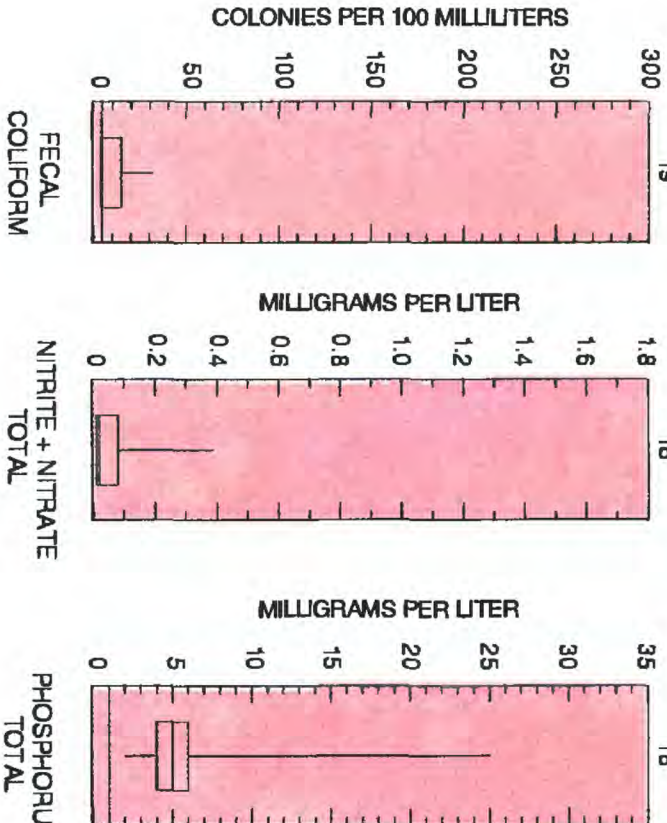 COLONIES PER 100 MILLILITERS
0 50 100 150 200 250 300
FECAL
COLIFORM
MILLIGRAMS PER LITER
0 0.2 0.4 0.6 0.8 1.0 1.2 1.4 1.6 1.8
NITRITE + NITRATE
TOTAL
MILLIGRAMS PER LITER
0 5 10 15 20 25 30 35
PHOSPHORU
TOTAL